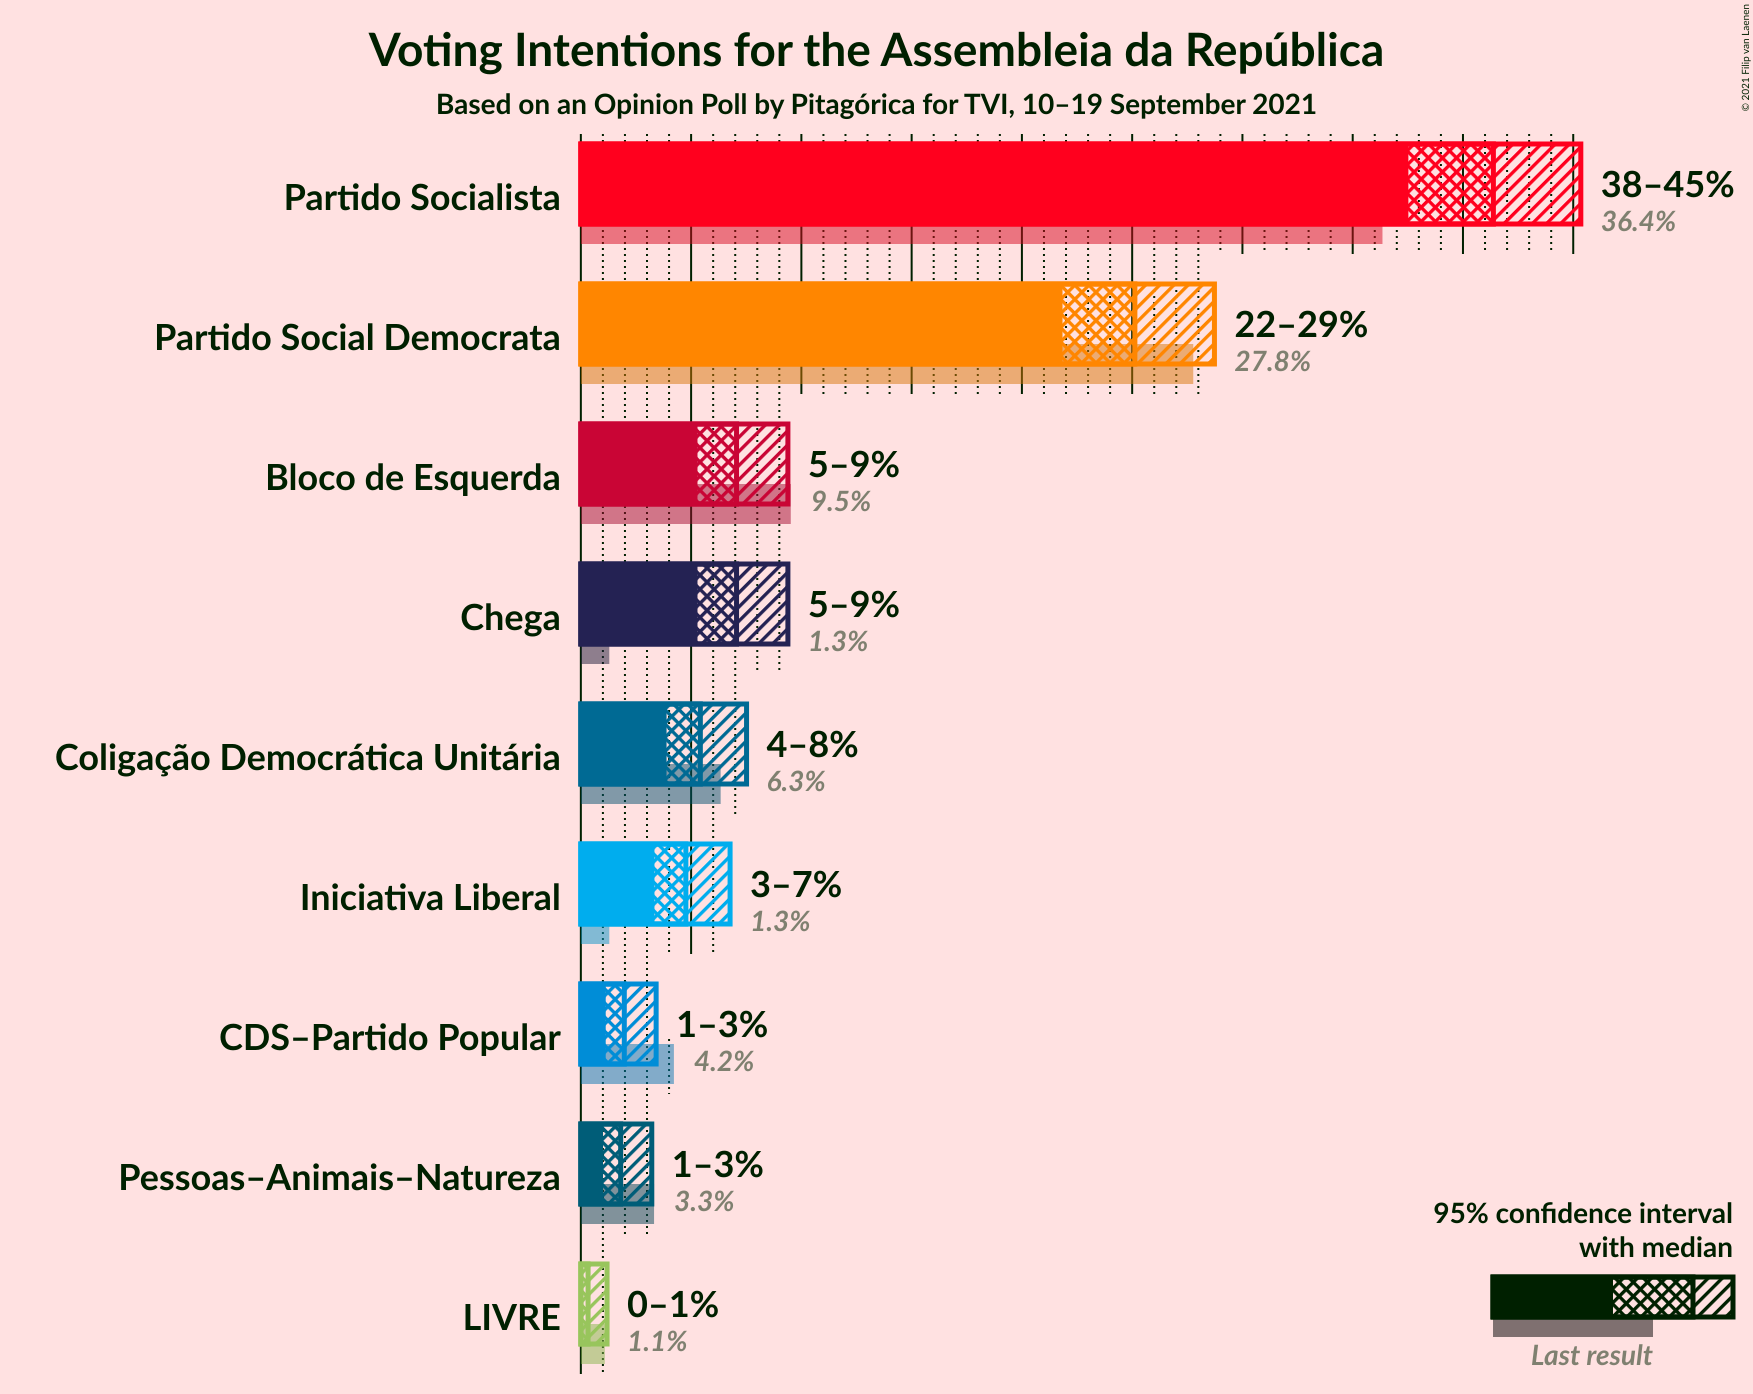 Voting Intentions for the Assembleia da República
Based on an Opinion Poll by Pitagórica for TVI, 10–19 September 2021
© 2021 Filip van Laenen
Partido Socialista
38–45%
36.4%
Partido Social Democrata
22–29%
27.8%
Bloco de Esquerda
5–9%
9.5%
Chega
5–9%
1.3%
Coligação Democrática Unitária
4–8%
6.3%
Iniciativa Liberal
3–7%
1.3%
CDS–Partido Popular
1–3%
4.2%
Pessoas–Animais–Natureza
1–3%
3.3%
LIVRE
0–1%
1.1%
95% confidence interval
with median
Last result